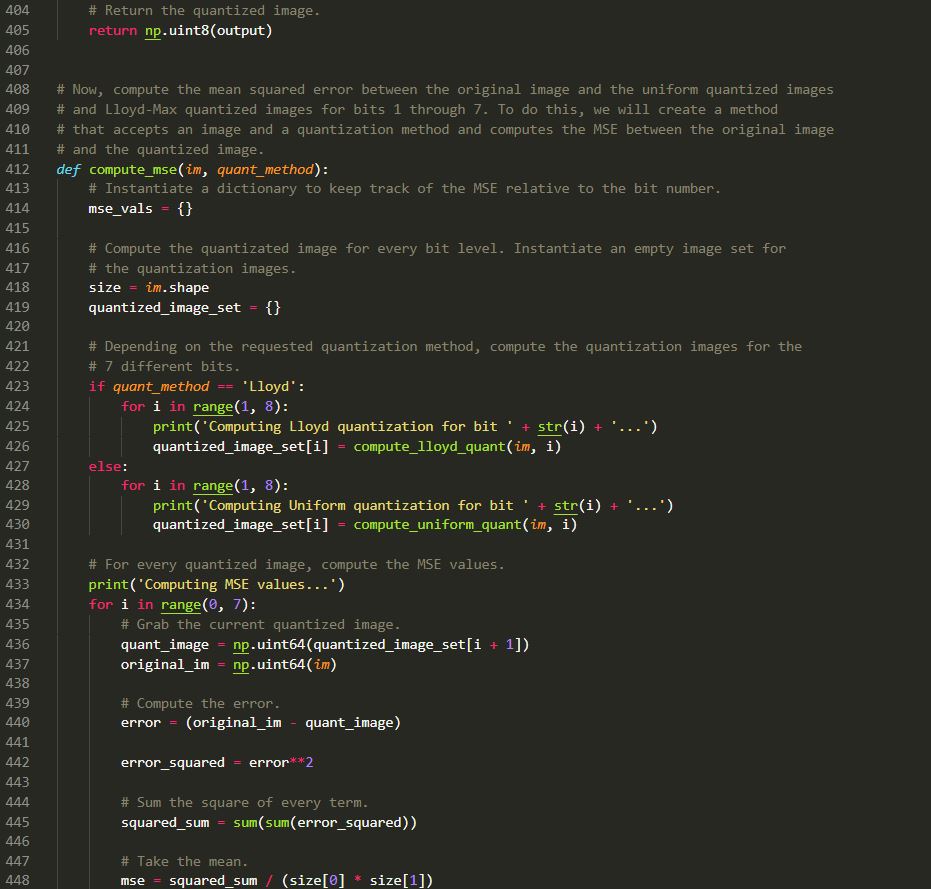 404 # Return the quantized image.
405 return np.uint8(output)
406
407
408 # Now, compute the mean squared error between the original image and the uniform quantized images
409 # and Lloyd-Max quantized images for bits 1 through 7. To do this, we will create a method
410 # that accepts an image and a quantization method and computes the MSE between the original image
411 # and the quantized image.
412 def compute_mse(im, quant_method):
413 # Instantiate a dictionary to keep track of the MSE relative to the bit number.
414 mse_vals = {}
415
416 # Compute the quantizated image for every bit level. Instantiate an empty image set for
417 # the quantization images.
418 size = im.shape
419 quantized_image_set = {}
420
421 # Depending on the requested quantization method, compute the quantization images for the
422 # 7 different bits.
423 if quant_method == 'Lloyd':
424 for i in range(1, 8):
425 print('Computing Lloyd quantization for bit ' + str(i) + '...')
426 quantized_image_set[i] = compute_lloyd_quant(im, i)
427 else:
428 for i in range(1, 8):
429 print('Computing Uniform quantization for bit ' + str(i) + '...')
430 quantized_image_set[i] = compute_uniform_quant(im, i)
431
432 # For every quantized image, compute the MSE values.
433 print('Computing MSE values...')
434 for i in range(0, 7):
435 # Grab the current quantized image.
436 quant_image = np.uint64(quantized_image_set[i + 1])
437 original_im = np.uint64(im)
438
439 # Compute the error.
440 error = (original_im - quant_image)
441
442 error_squared = error**2
443
444 # Sum the square of every term.
445 squared_sum = sum(sum(error_squared))
446
447 # Take the mean.
448 mse = squared_sum / (size[0] * size[1])